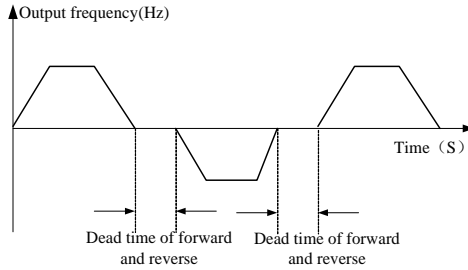 Output frequency(Hz)
Time（S）
Dead time of forward
and reverse
Dead time of forward
and reverse